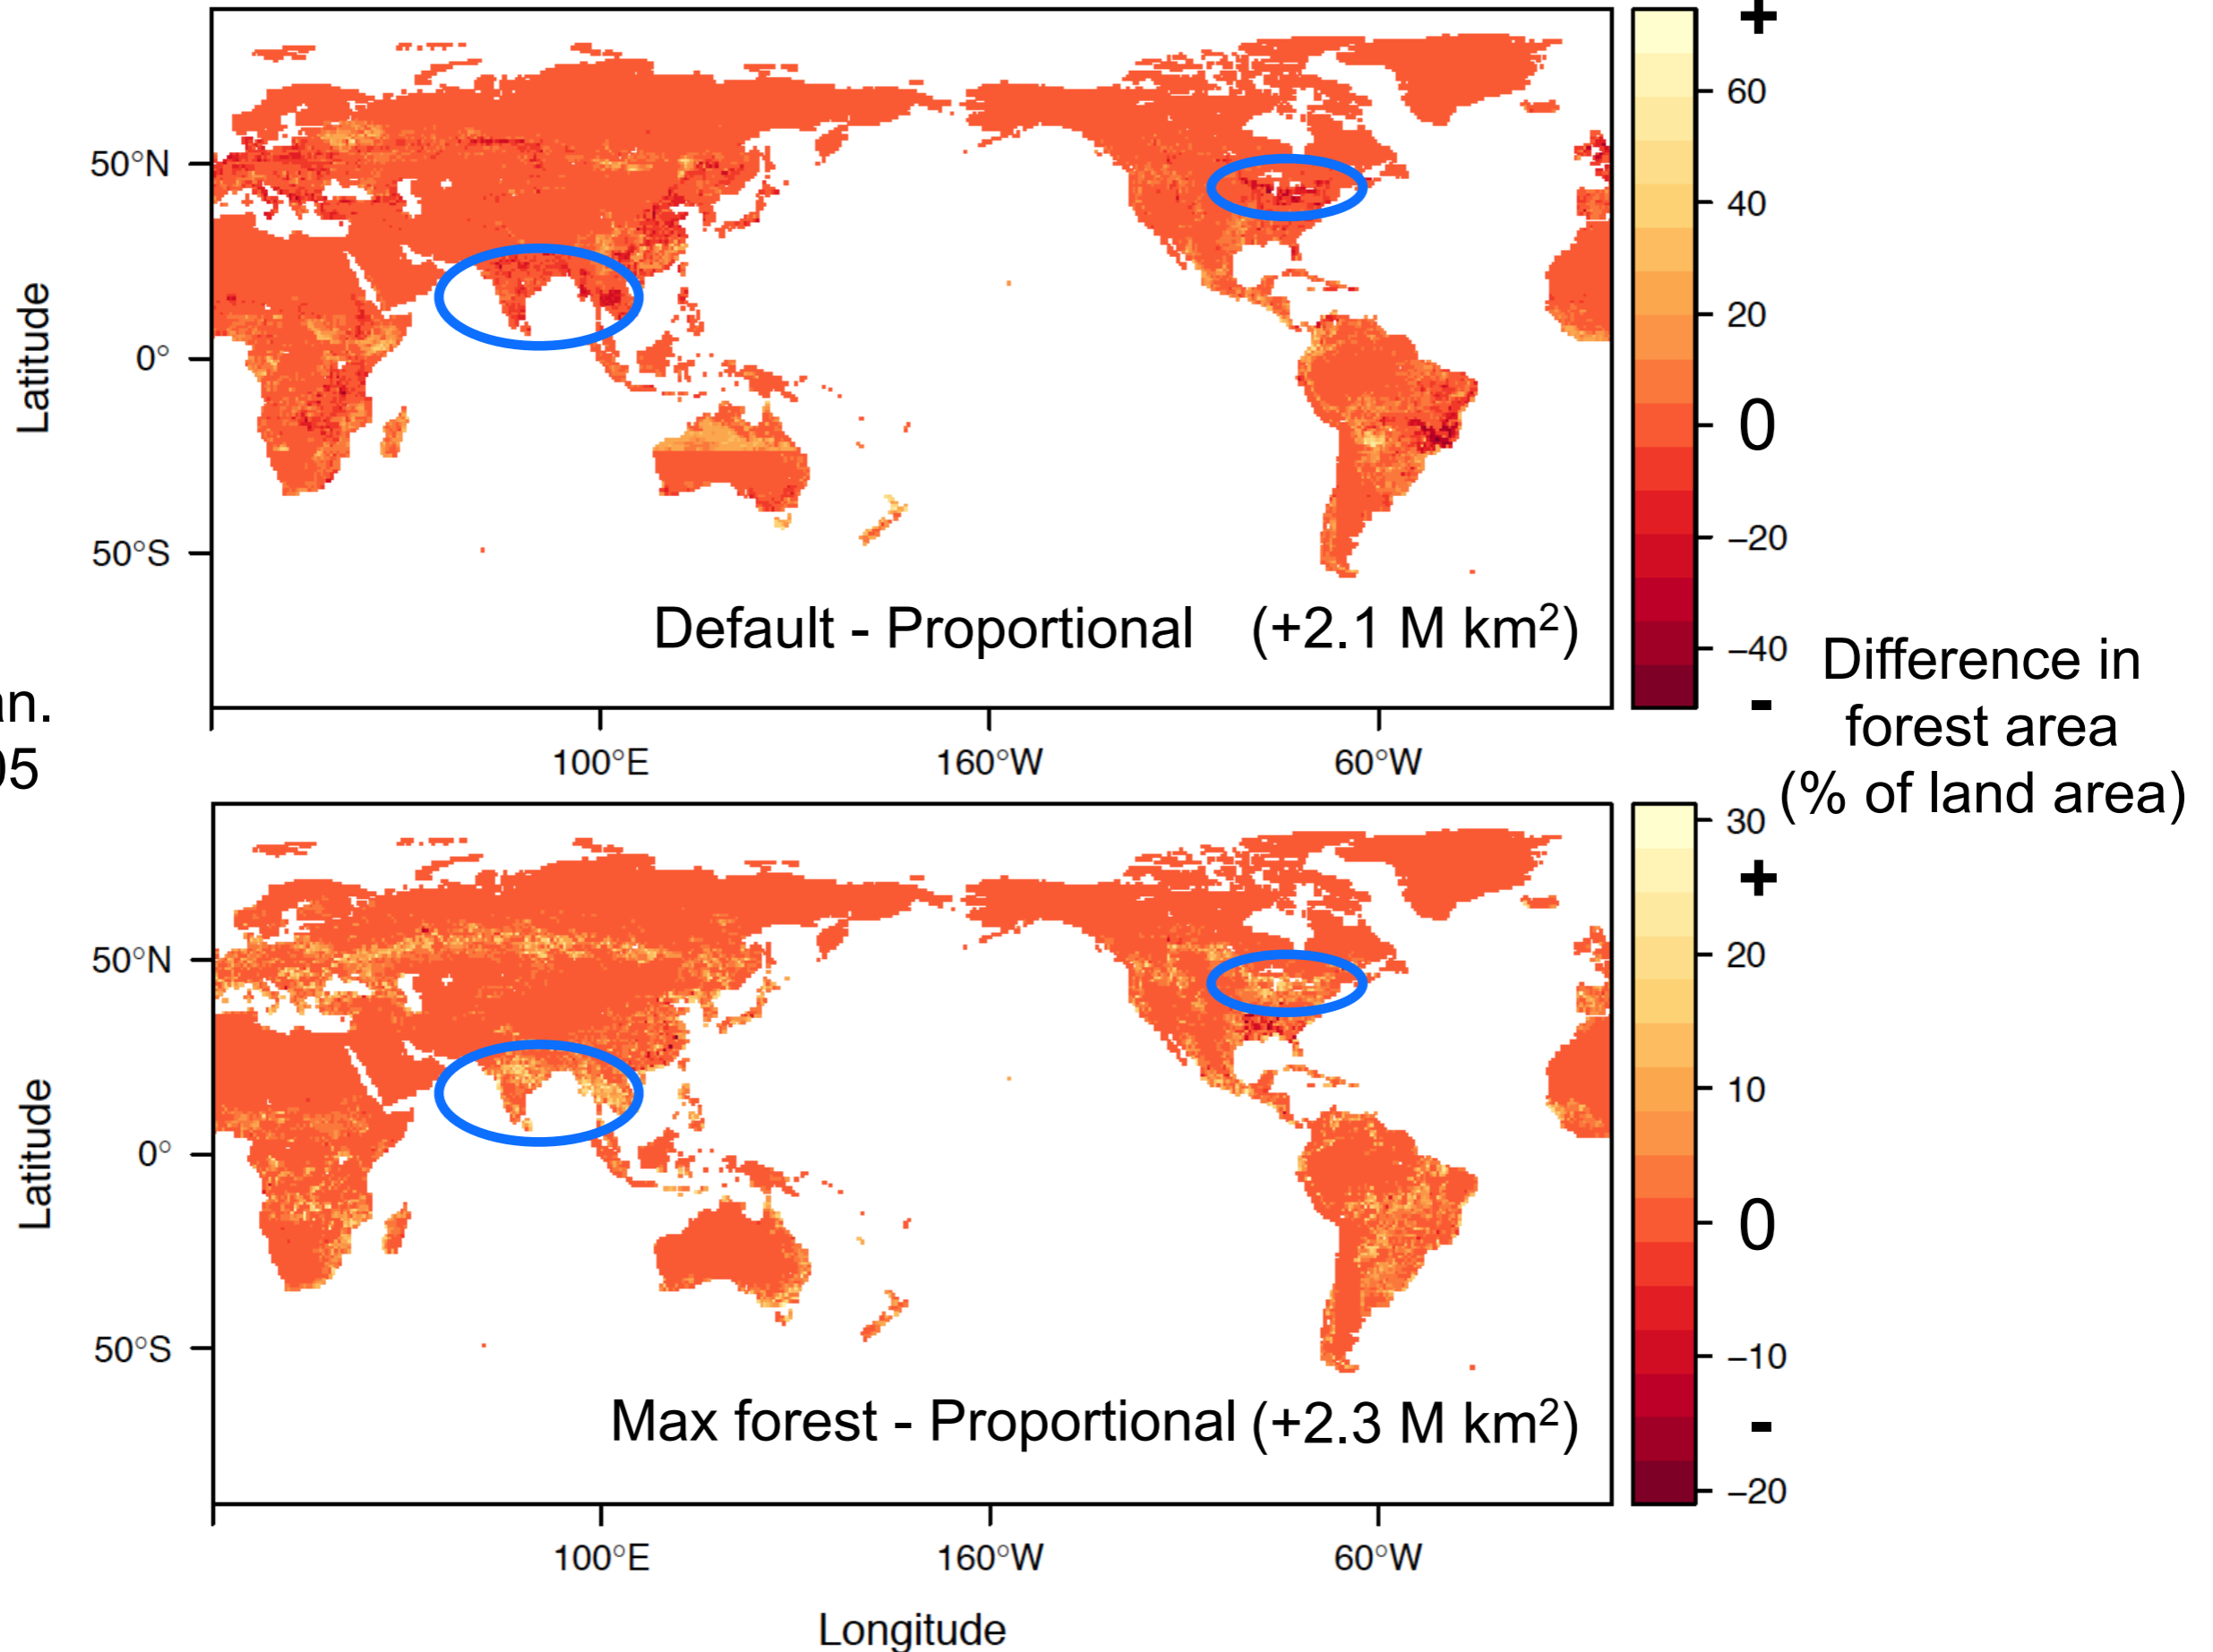 +
60
40
20
0
−20
−40
-
50°N
0°
50°S
Latitude
Default - Proportional (+2.1 M km²)
100°E
160°W
60°W
Difference in
forest area
(% of land area)
an.
05
30
+
20
10
0
−10
-
−20
50°N
0°
50°S
Latitude
Max forest - Proportional (+2.3 M km²)
100°E
160°W
60°W
Longitude